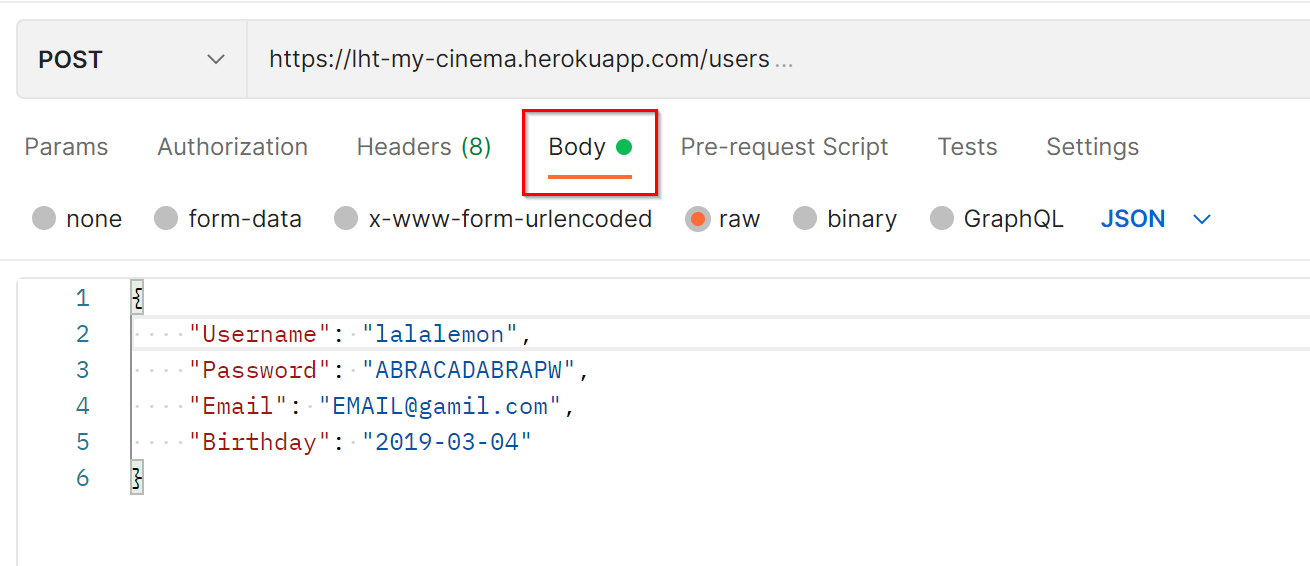 POST https://lht-my-cinema.herokuapp.com/users ...
Params Authorization Headers (8) Body Pre-request Script Tests Settings
none form-data x-www-form-urlencoded raw binary GraphQL JSON
1 {
2 "Username": "lalalemon",
3 "Password": "ABRACADABRAPW",
4 "Email": "EMAIL@gamil.com",
5 "Birthday": "2019-03-04"
6 }